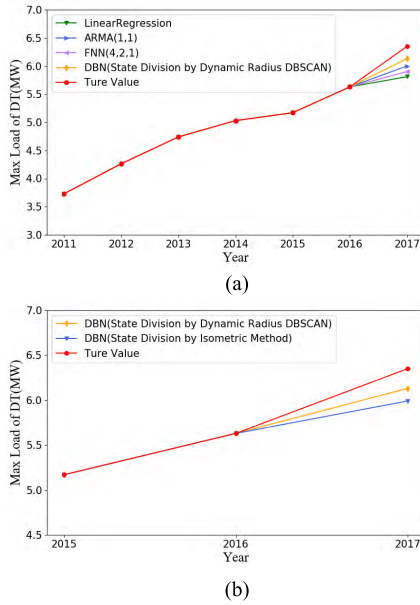 LinearRegression
ARMA(1,1)
FNN(4,2,1)
DBN(State Division by Dynamic Radius DBSCAN)
Ture Value
Max Load of DT(MW)
7.0
6.5
6.0
5.5
5.0
4.5
4.0
3.5
3.0
2011 2012 2013 2014 2015 2016 2017
Year
(a)
DBN(State Division by Dynamic Radius DBSCAN)
DBN(State Division by Isometric Method)
Ture Value
Max Load of DT(MW)
7.0
6.5
6.0
5.5
5.0
4.5
2015 2016 2017
Year
(b)